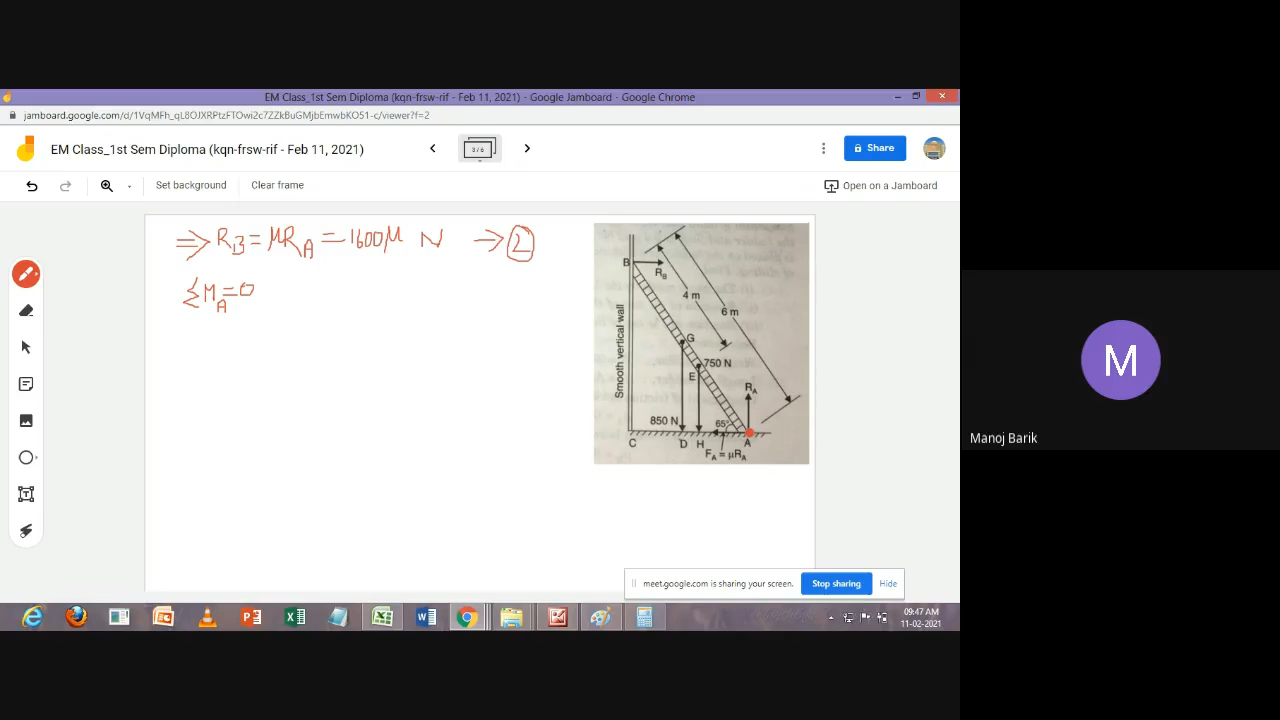 EM Class_1st Sem Diploma (kqn-frsw-rif - Feb 11, 2021) - Google Jamboard - Google Chrome
jamboard.google.com/d/1VqMFh_qL8OJXRPtzFTOwi2c7ZZkBuGMjbEmwbKO51-c/viewer?f=2
EM Class_1st Sem Diploma (kqn-frsw-rif - Feb 11, 2021)
3 / 6
Share
Set background
Clear frame
Open on a Jamboard
⇒ R_B = μR_A = 1600μ N → ②
ΣM_A = 0
B
R_B
4 m
6 m
Smooth vertical wall
G
750 N
E
R_A
850 N
65°
C D H A
F_A = μR_A
meet.google.com is sharing your screen.
Stop sharing
Hide
09:47 AM
11-02-2021
M
Manoj Barik